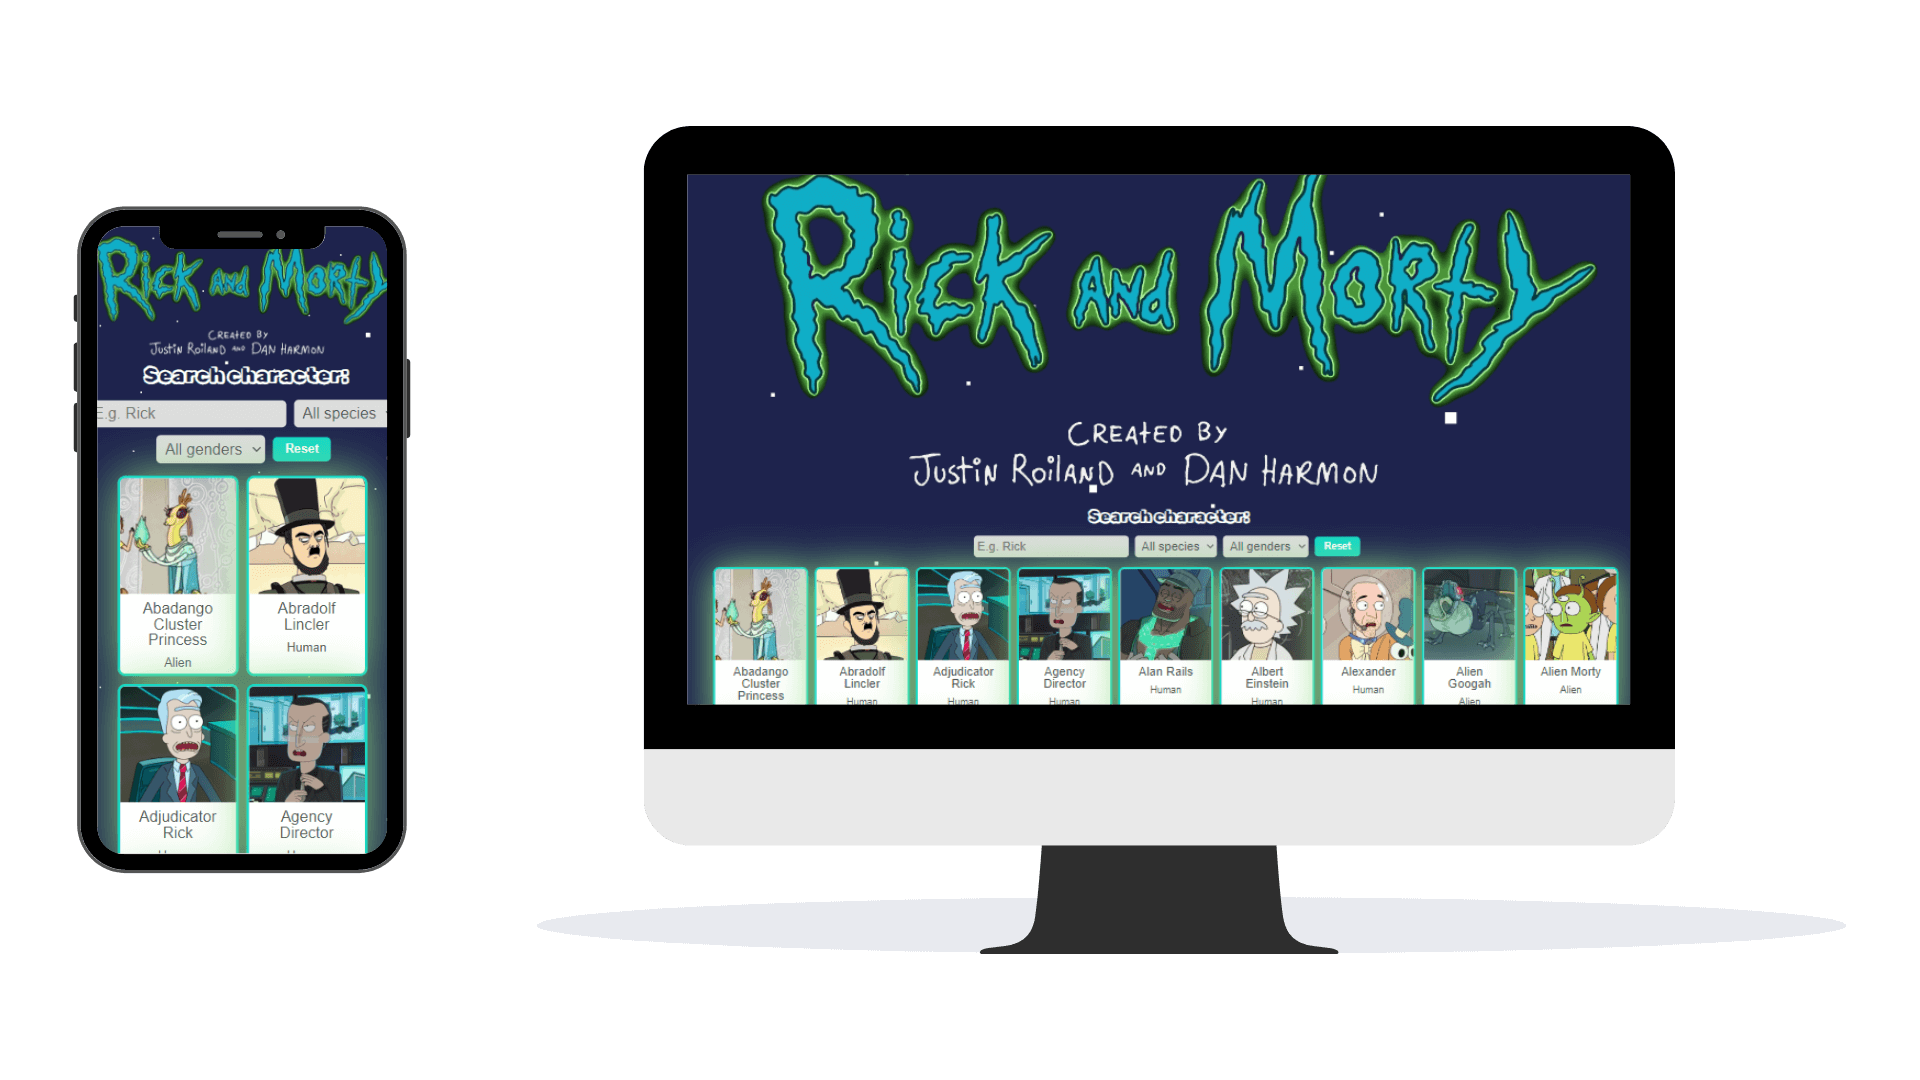 Rick and Morty
Created by
Justin Roiland and Dan Harmon
Search character:
E.g. Rick
All species
All genders
Reset
Abadango
Cluster
Princess
Alien
Abradolf
Lincler
Human
Adjudicator
Rick
Agency
Director
Rick and Morty
Created by
Justin Roiland and Dan Harmon
Search character:
E.g. Rick
All species
All genders
Reset
Abadango
Cluster
Princess
Abradolf
Lincler
Human
Adjudicator
Rick
Human
Agency
Director
Human
Alan Rails
Human
Albert
Einstein
Human
Alexander
Human
Alien
Googah
Alien
Alien Morty
Alien